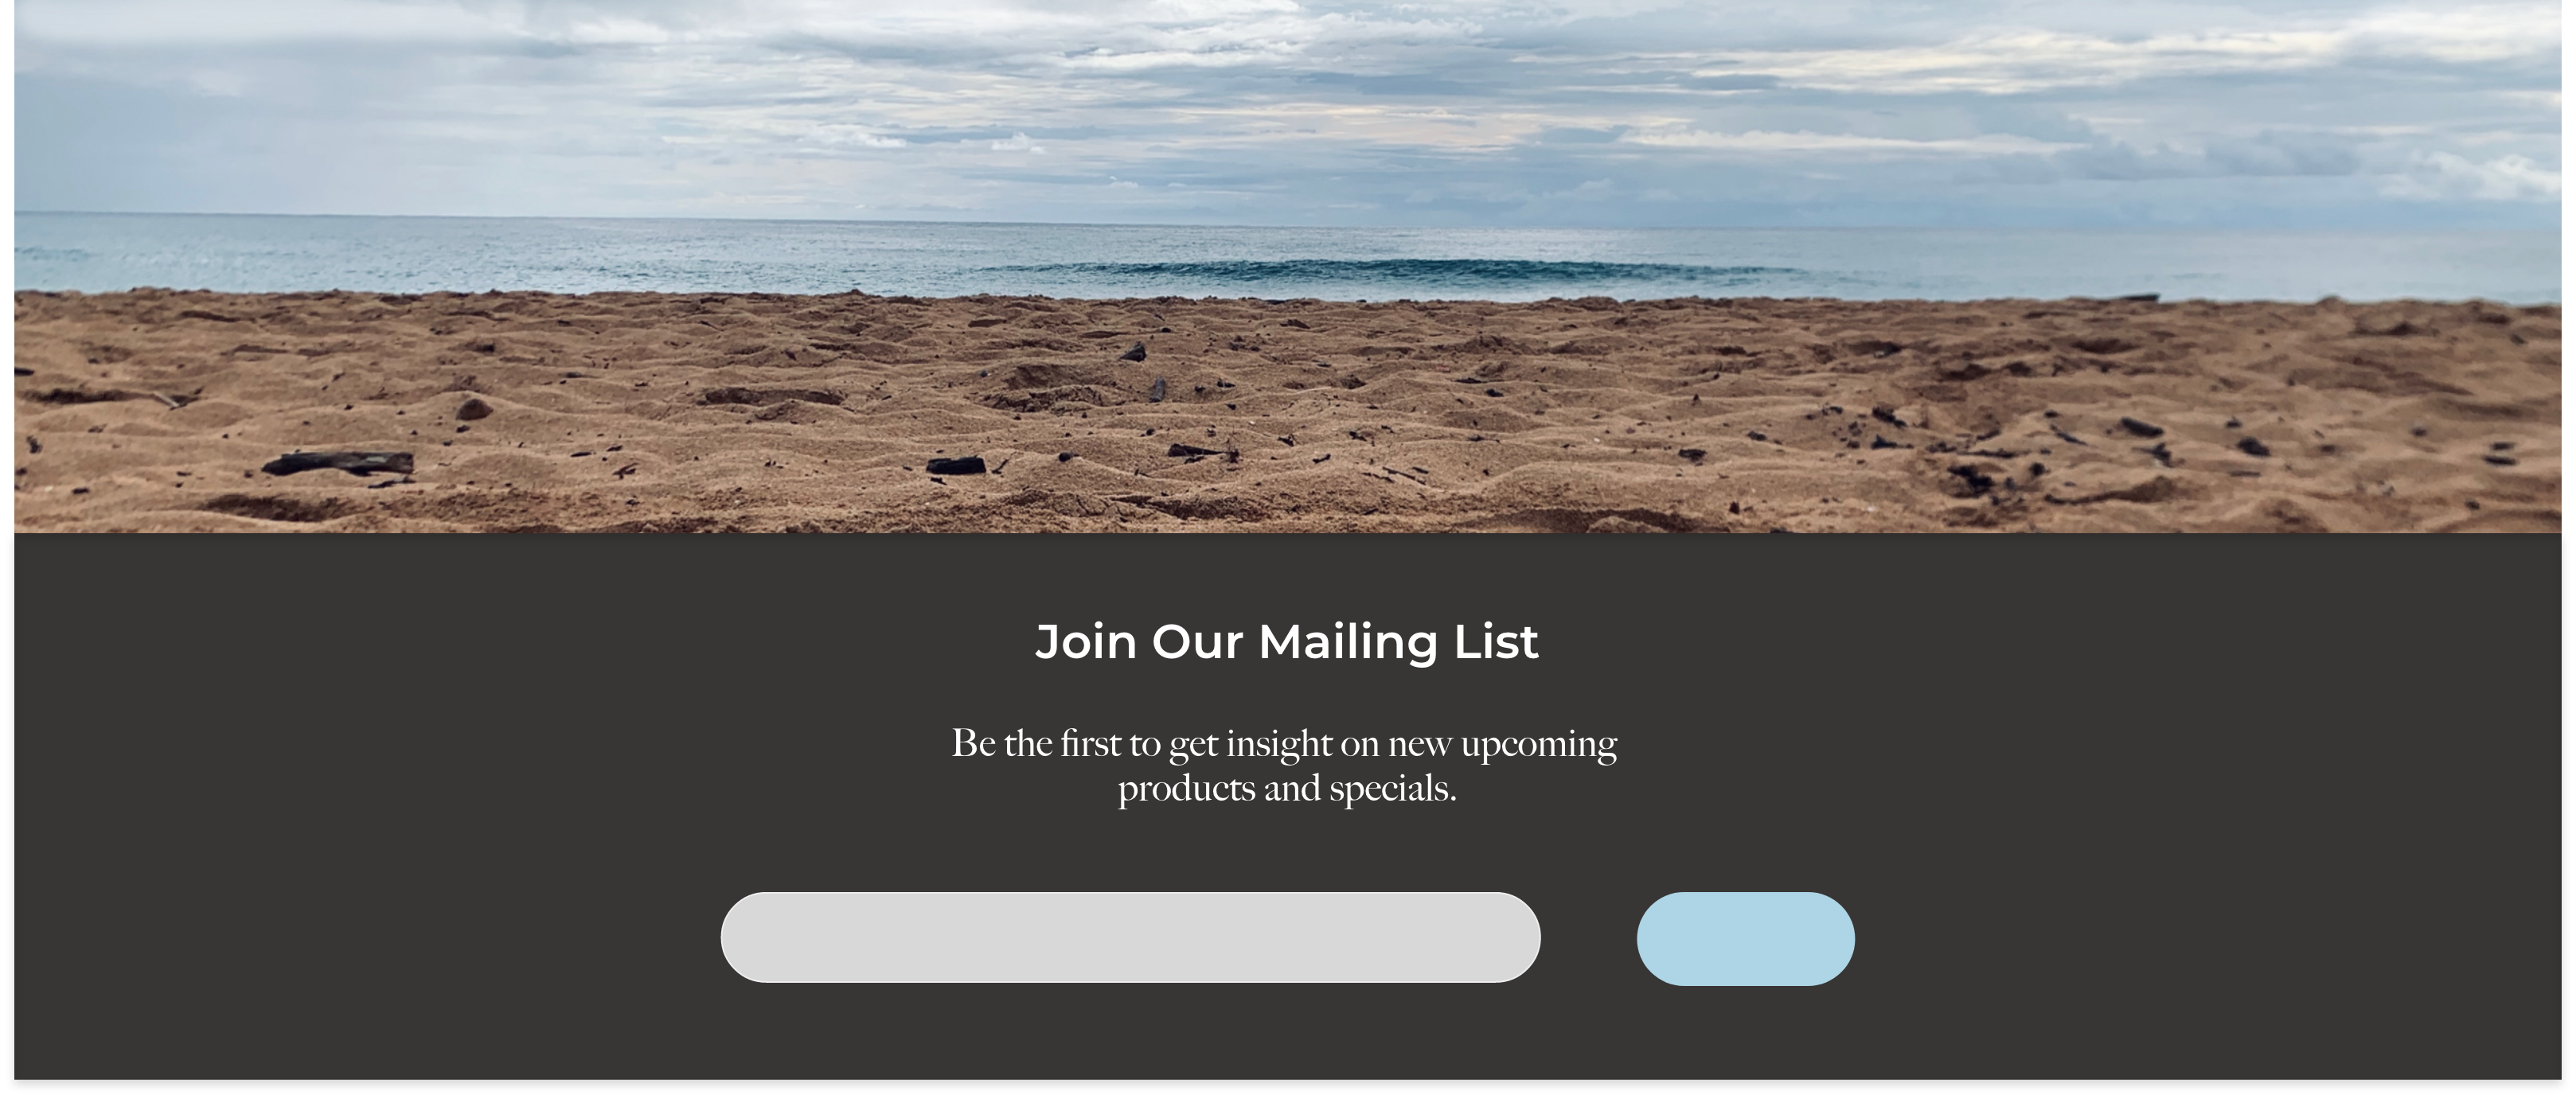 Join Our Mailing List
Be the first to get insight on new upcoming
products and specials.